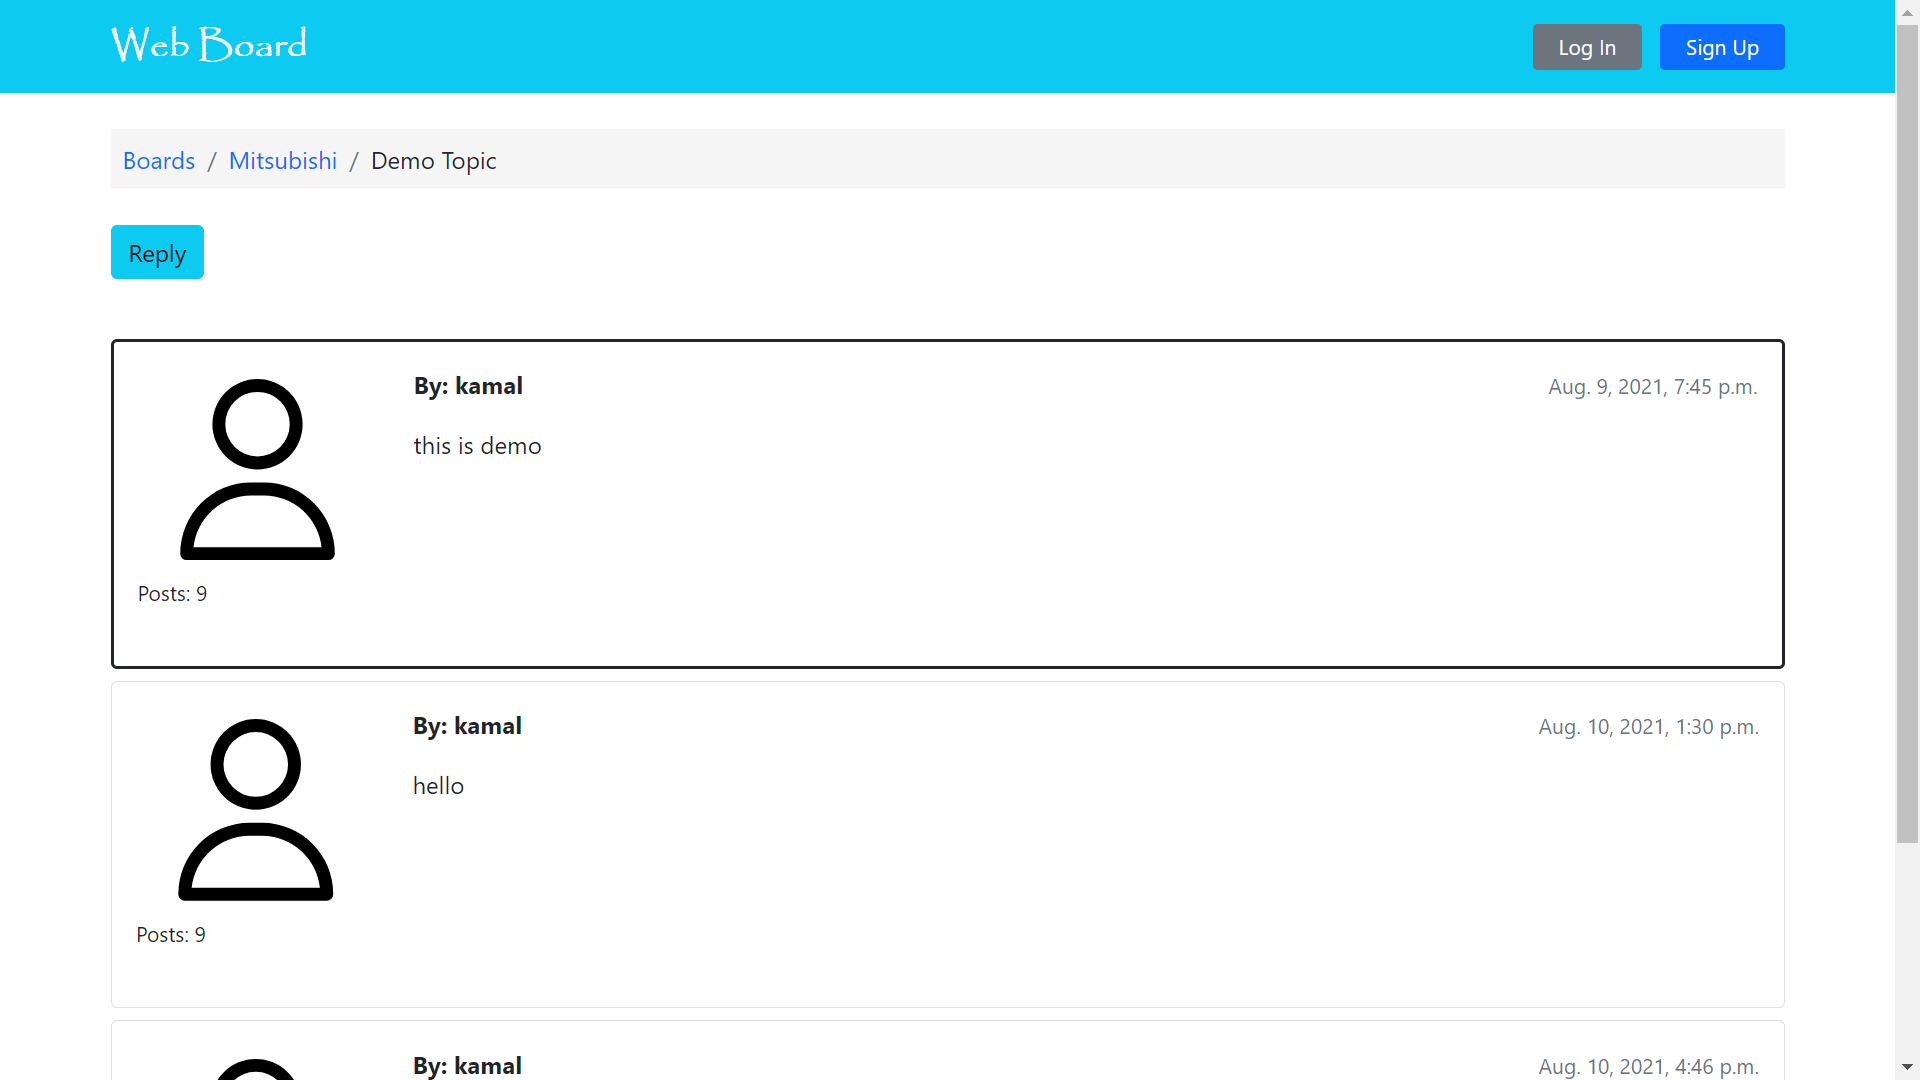 Web Board
Log In
Sign Up
Boards / Mitsubishi / Demo Topic
Reply
By: kamal
Aug. 9, 2021, 7:45 p.m.
this is demo
Posts: 9
By: kamal
Aug. 10, 2021, 1:30 p.m.
hello
Posts: 9
By: kamal
Aug. 10, 2021, 4:46 p.m.